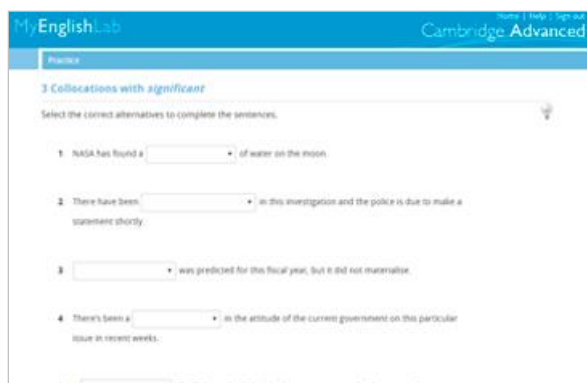 Home | Help | Sign out
MyEnglishLab
Cambridge Advanced
Practice
3 Collocations with significant
Select the correct alternatives to complete the sentences.
1 NASA has found a of water on the moon.
2 There have been in this investigation and the police is due to make a
statement shortly.
3 was predicted for this fiscal year, but it did not materialise.
4 There's been a in the attitude of the current government on this particular
issue in recent weeks.